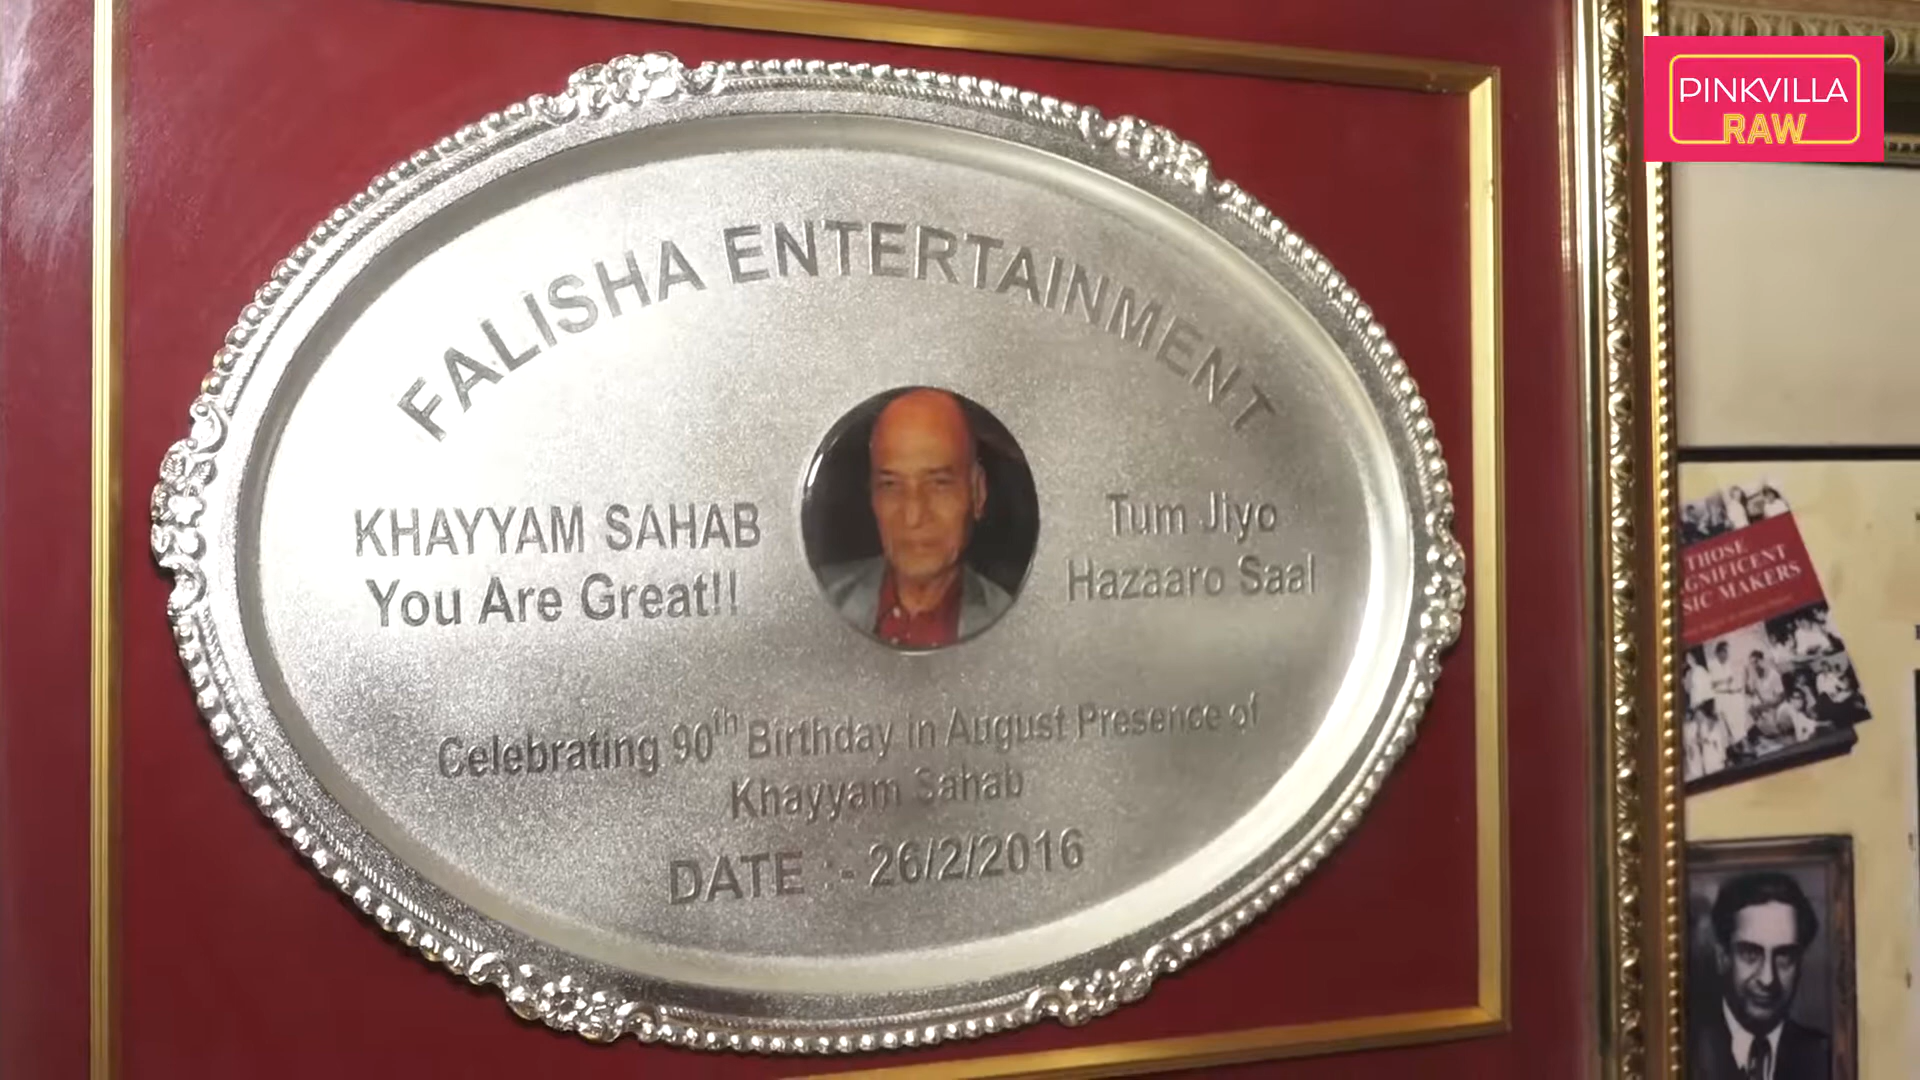 FALISHA ENTERTAINMENT
KHAYYAM SAHAB
You Are Great!!
Tum Jiyo
Hazaaro Saal
Celebrating 90th Birthday in August Presence of
Khayyam Sahab
DATE :- 26/2/2016
PINKVILLA
RAW
THOSE
GNIFICENT
SIC MAKERS